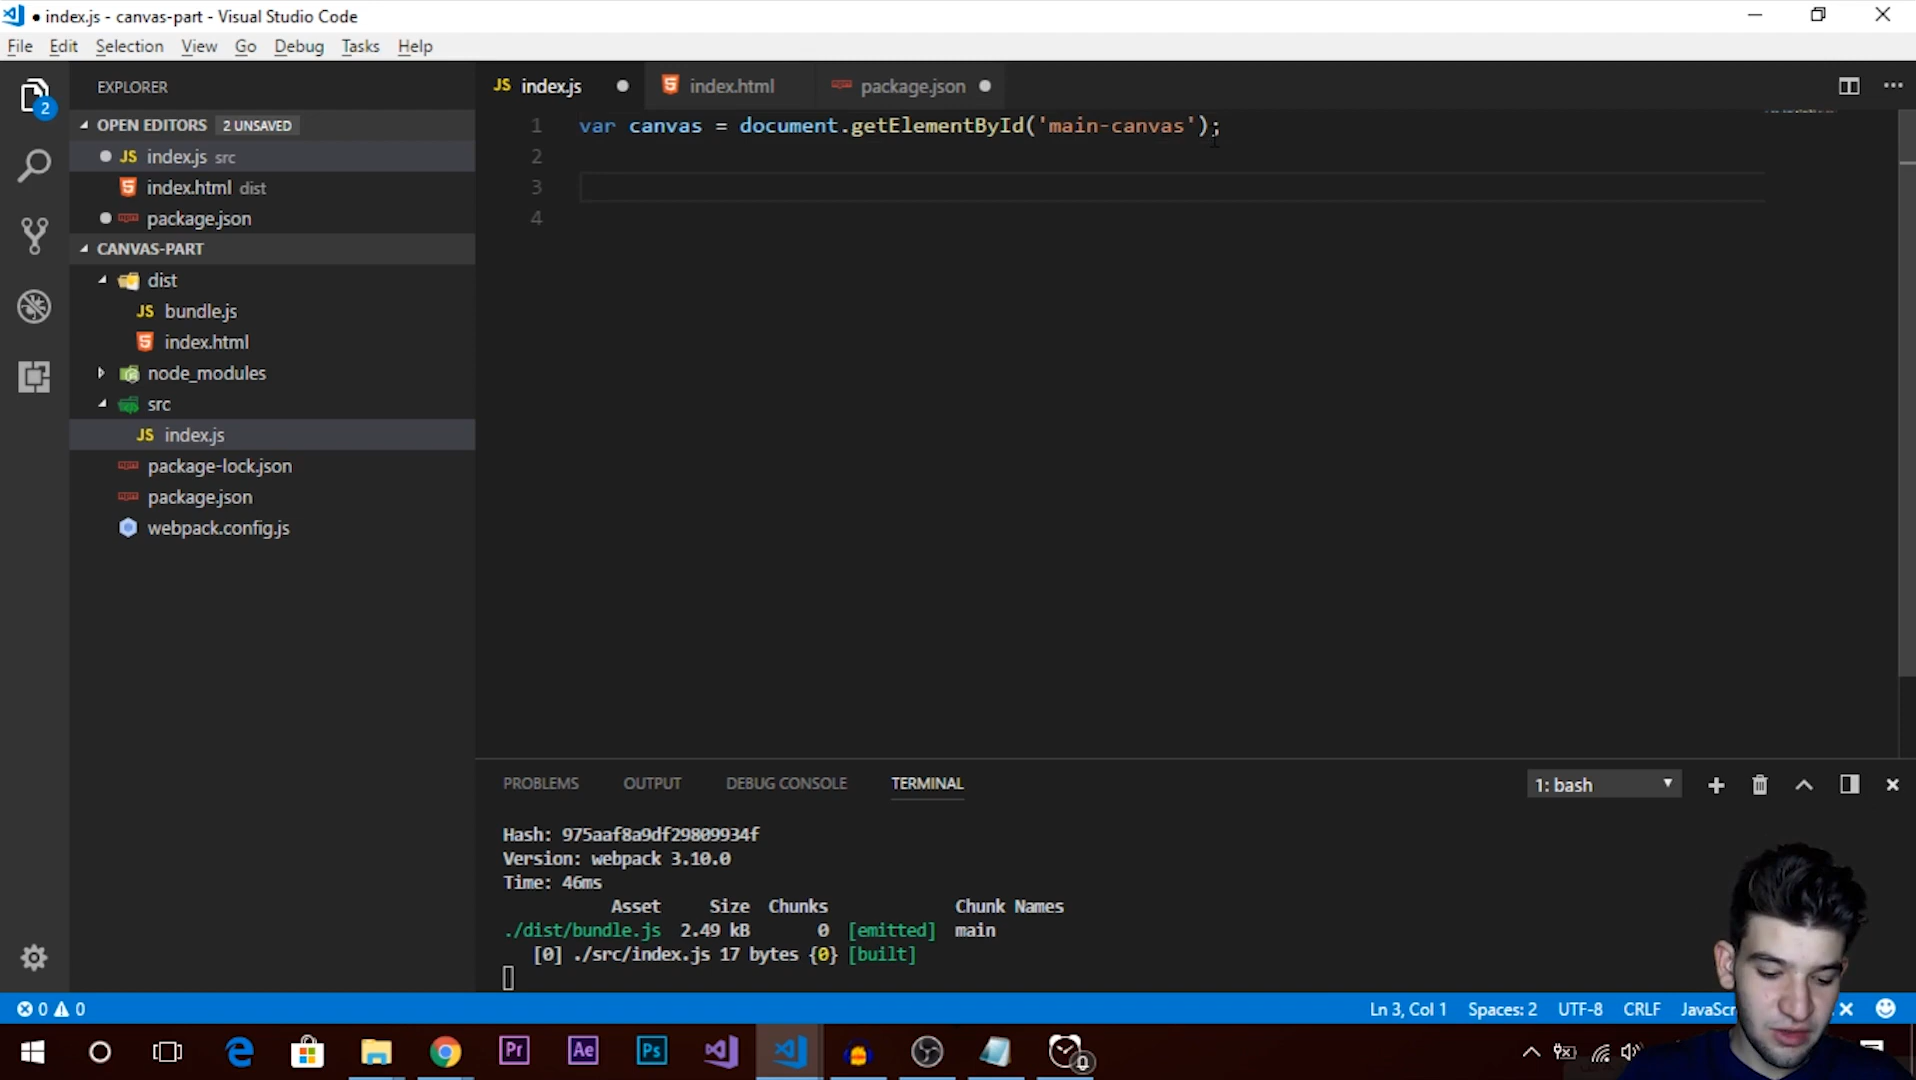 index.js - canvas-part - Visual Studio Code
File Edit Selection View Go Debug Tasks Help
EXPLORER
JS index.js
index.html
package.json
OPEN EDITORS 2 UNSAVED
JS index.js src
index.html dist
package.json
CANVAS-PART
dist
JS bundle.js
index.html
node_modules
src
JS index.js
package-lock.json
package.json
webpack.config.js
2
1 var canvas = document.getElementById('main-canvas');
2
3
4
PROBLEMS OUTPUT DEBUG CONSOLE TERMINAL
1: bash
Hash: 975aaf8a9df29809934f
Version: webpack 3.10.0
Time: 46ms
Asset Size Chunks Chunk Names
./dist/bundle.js 2.49 kB 0 [emitted] main
[0] ./src/index.js 17 bytes {0} [built]
0 0
Ln 3, Col 1 Spaces: 2 UTF-8 CRLF
Pr Ae Ps